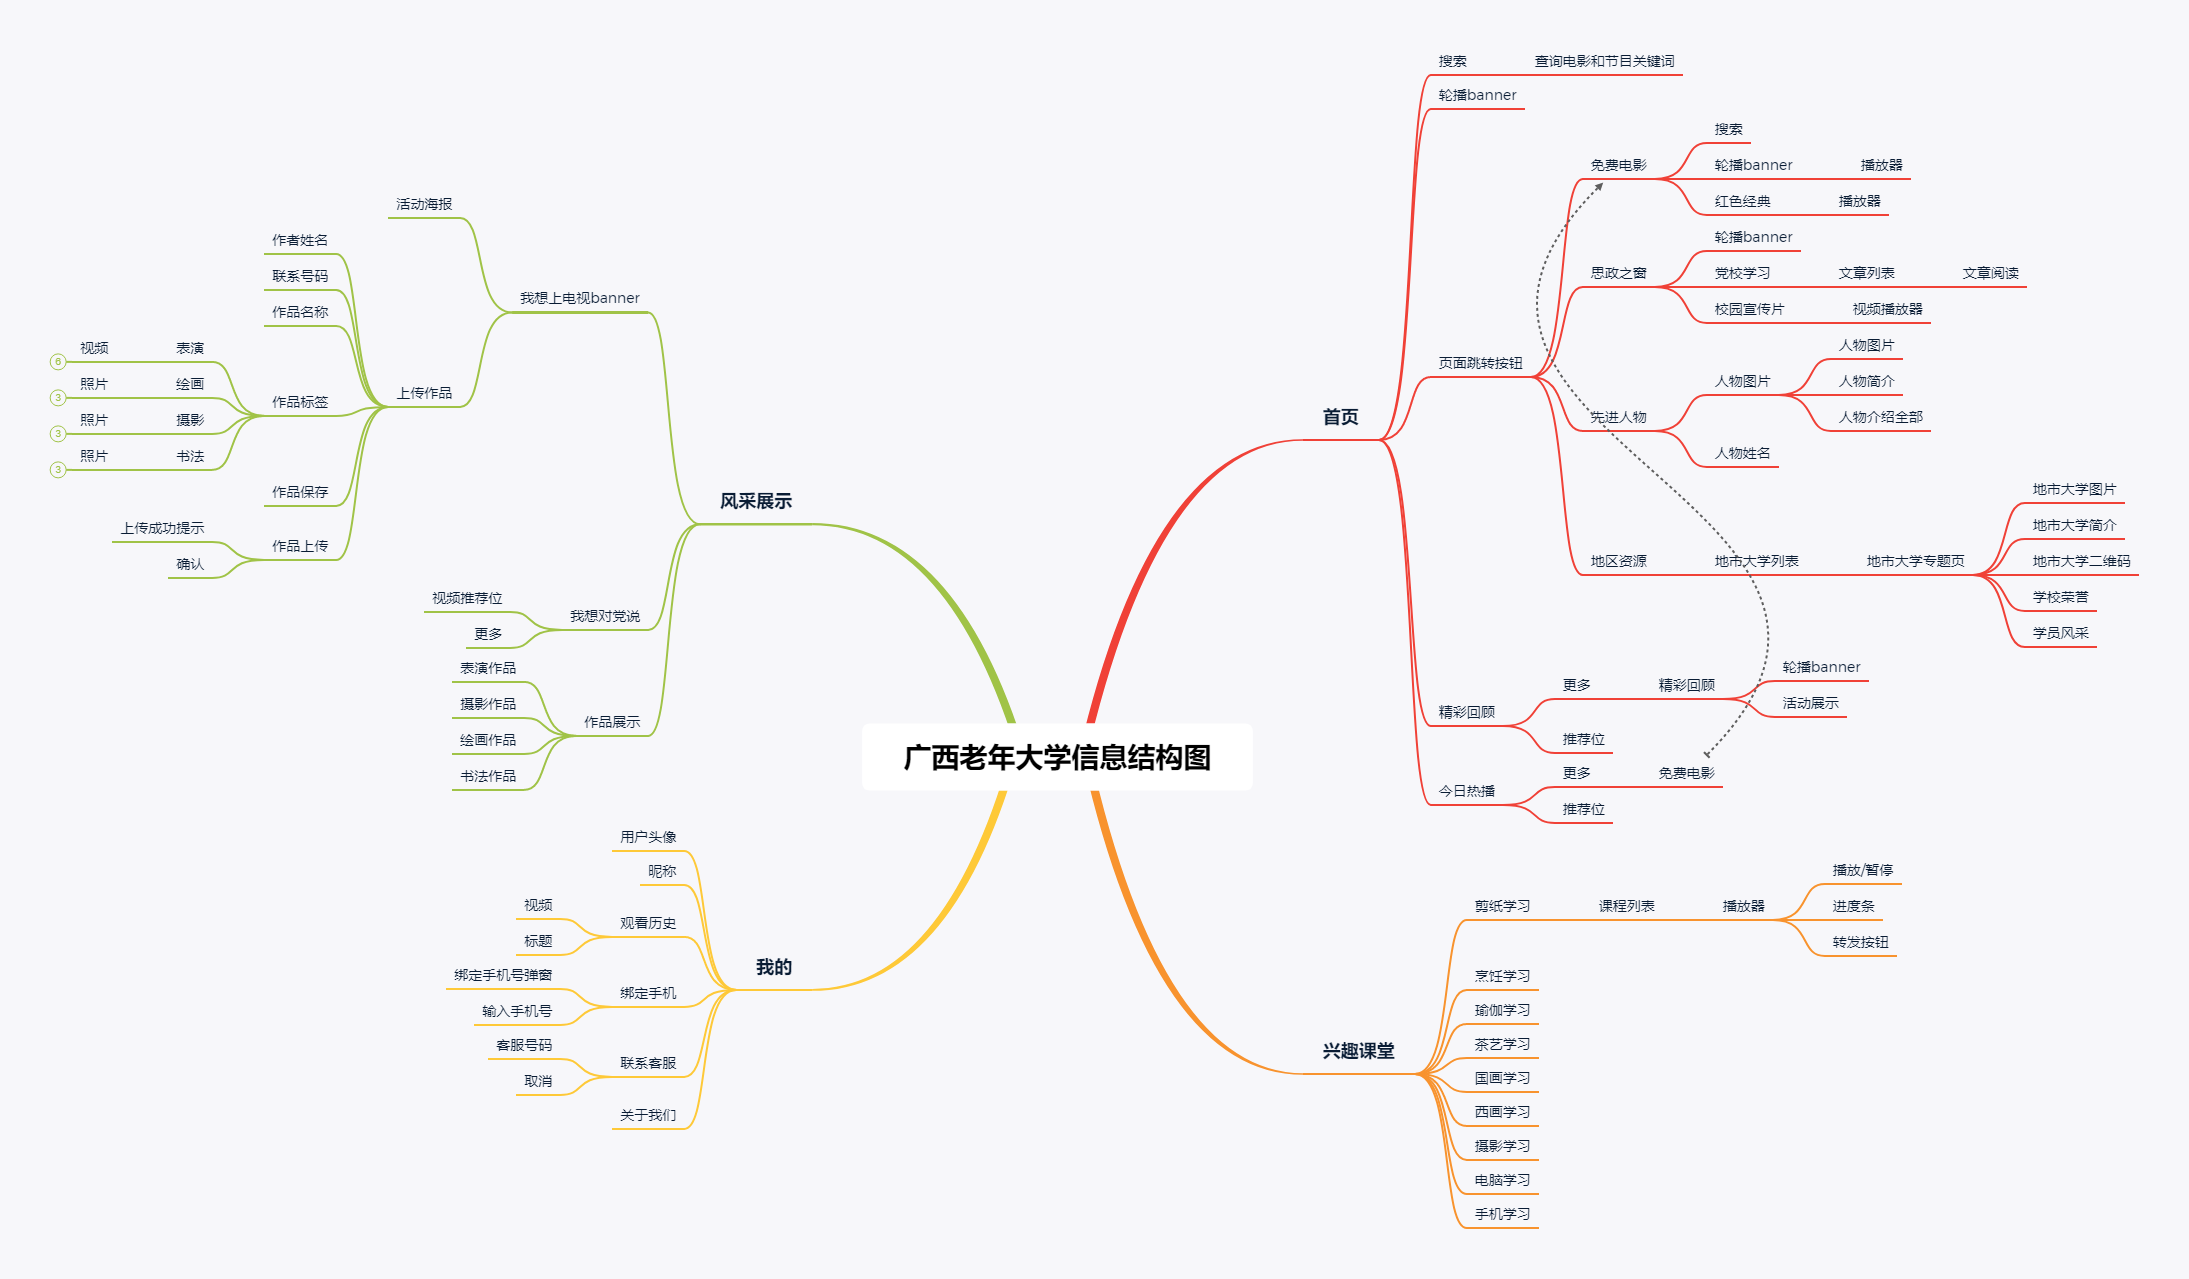 广西老年大学信息结构图
首页
搜索
查询电影和节目关键词
轮播banner
页面跳转按钮
免费电影
搜索
轮播banner
播放器
红色经典
播放器
思政之窗
轮播banner
党校学习
文章列表
文章阅读
校园宣传片
视频播放器
先进人物
人物图片
人物图片
人物简介
人物介绍全部
人物姓名
地区资源
地市大学列表
地市大学专题页
地市大学图片
地市大学简介
地市大学二维码
学校荣誉
学员风采
精彩回顾
更多
精彩回顾
轮播banner
活动展示
推荐位
今日热播
更多
免费电影
推荐位
兴趣课堂
剪纸学习
课程列表
播放器
播放/暂停
进度条
转发按钮
烹饪学习
瑜伽学习
茶艺学习
国画学习
西画学习
摄影学习
电脑学习
手机学习
风采展示
我想上电视banner
活动海报
上传作品
作者姓名
联系号码
作品名称
作品标签
表演
视频
6
绘画
照片
3
摄影
照片
3
书法
照片
3
作品保存
作品上传
上传成功提示
确认
我想对党说
视频推荐位
更多
作品展示
表演作品
摄影作品
绘画作品
书法作品
我的
用户头像
昵称
观看历史
视频
标题
绑定手机
绑定手机号弹窗
输入手机号
联系客服
客服号码
取消
关于我们